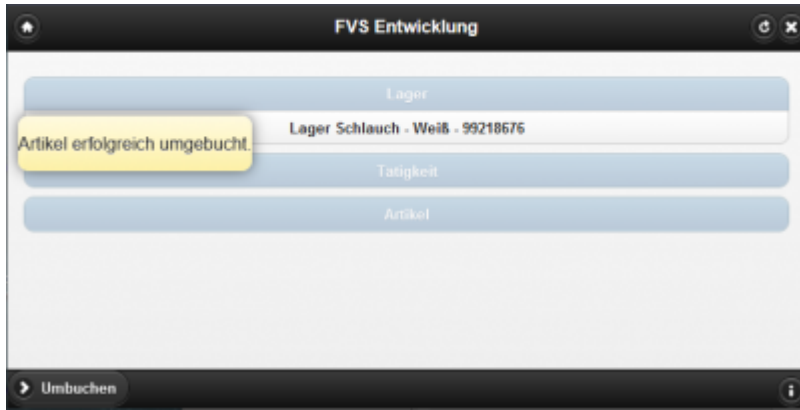 FVS Entwicklung
Lager
Lager Schlauch - Weiß - 99218676
Artikel erfolgreich umgebucht.
Tätigkeit
Artikel
Umbuchen